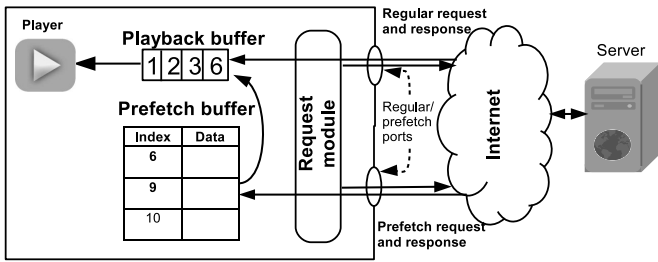 Player
Playback buffer
1 2 3 6
Prefetch buffer
Index Data
6
9
10
Request
module
Regular request
and response
Regular/
prefetch
ports
Prefetch request
and response
Internet
Server